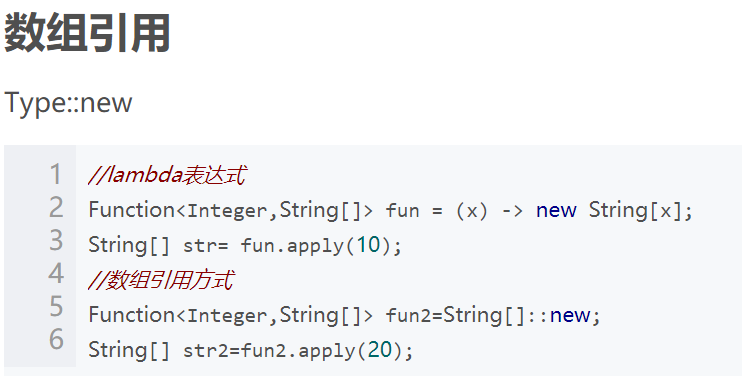 数组引用
Type::new
1 //lambda表达式
2 Function<Integer,String[]> fun = (x) -> new String[x];
3 String[] str= fun.apply(10);
4 //数组引用方式
5 Function<Integer,String[]> fun2=String[]::new;
6 String[] str2=fun2.apply(20);